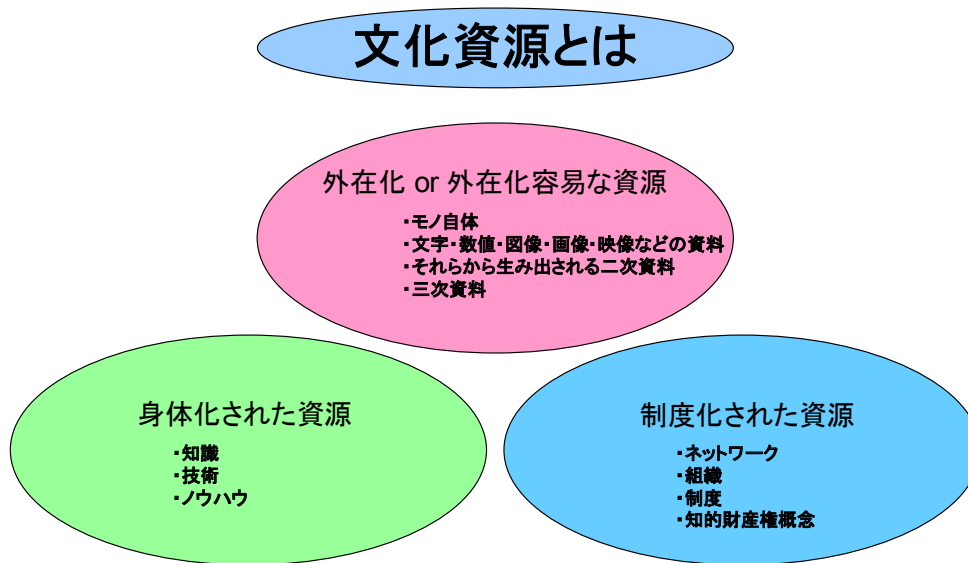 文化資源とは
外在化 or 外在化容易な資源
・モノ自体
・文字・数値・図像・画像・映像などの資料
・それらから生み出される二次資料
・三次資料
身体化された資源
・知識
・技術
・ノウハウ
制度化された資源
・ネットワーク
・組織
・制度
・知的財産権概念